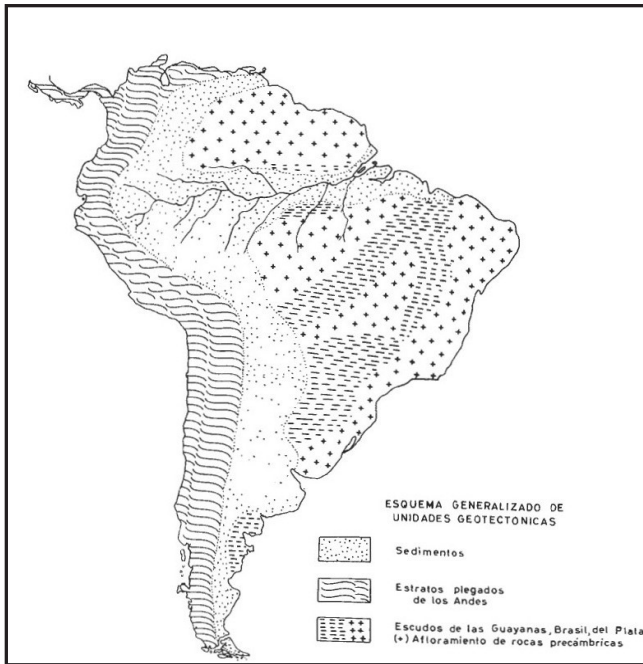 ESQUEMA GENERALIZADO DE
UNIDADES GEOTECTONICAS
Sedimentos
Estratos plegados
de los Andes
Escudos de las Guayanas, Brasil, del Plata
(+) Afloramiento de rocas precámbricas